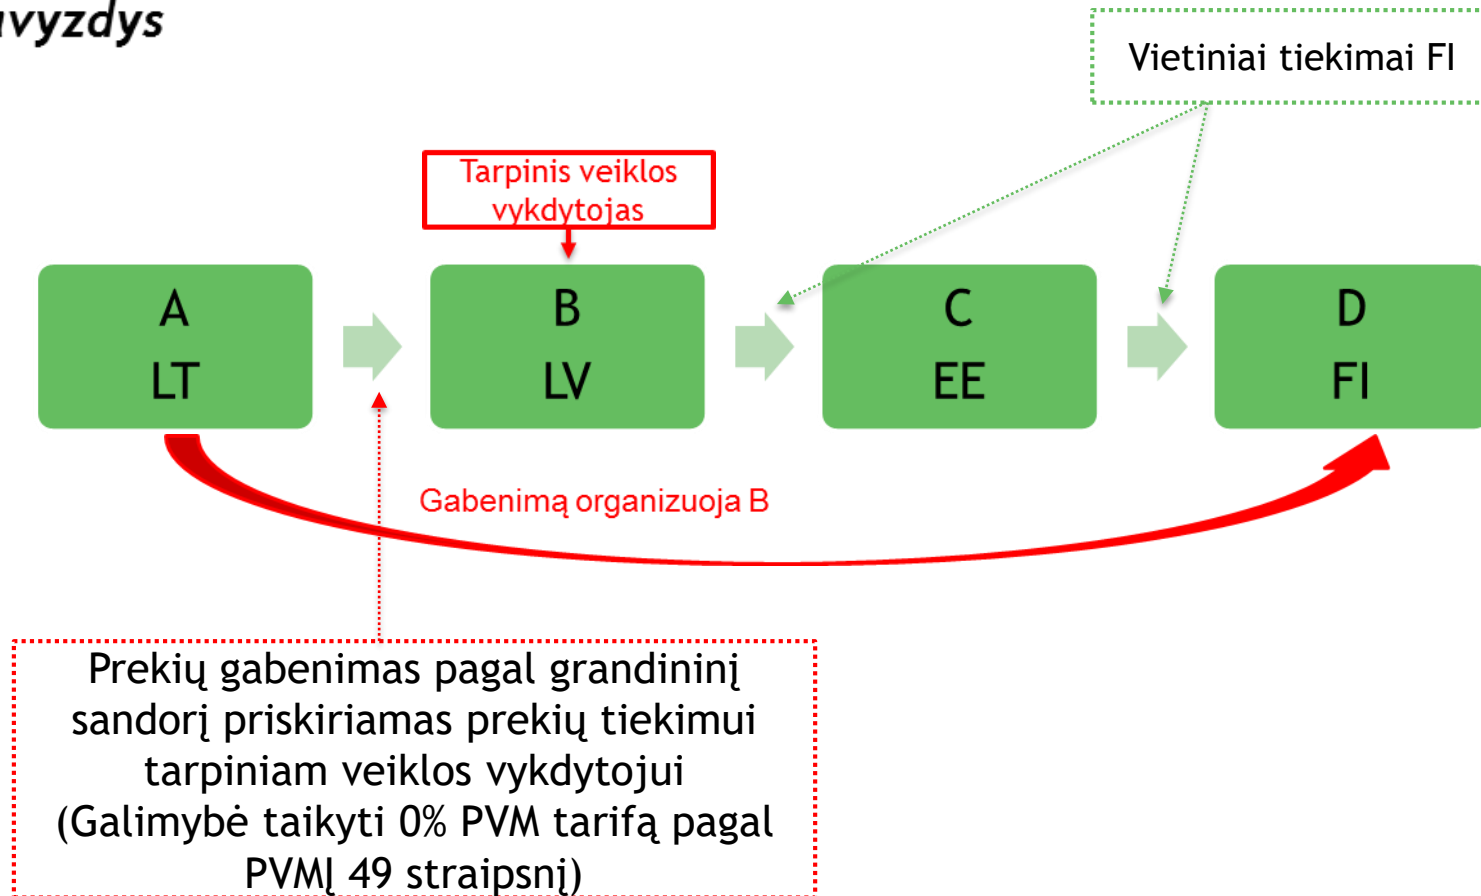 Vietiniai tiekimai FI
Tarpinis veiklos
vykdytojas
A
LT
B
LV
C
EE
D
FI
Gabenimą organizuoja B
Prekių gabenimas pagal grandininį
sandorį priskiriamas prekių tiekimui
tarpiniam veiklos vykdytojui
(Galimybė taikyti 0% PVM tarifą pagal
PVMĮ 49 straipsnį)